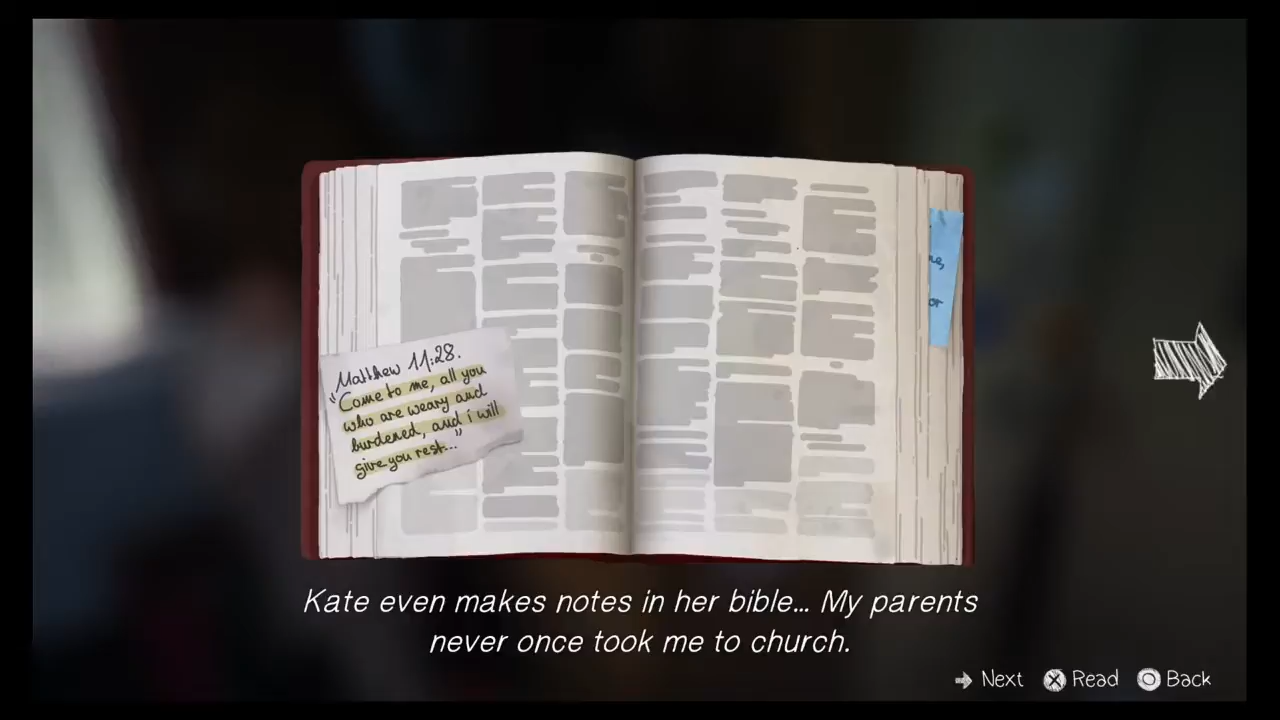 Matthew 11:28.
"Come to me, all you
who are weary and
burdened, and i will
give you rest..."
or
Kate even makes notes in her bible... My parents
never once took me to church.
Next Read Back